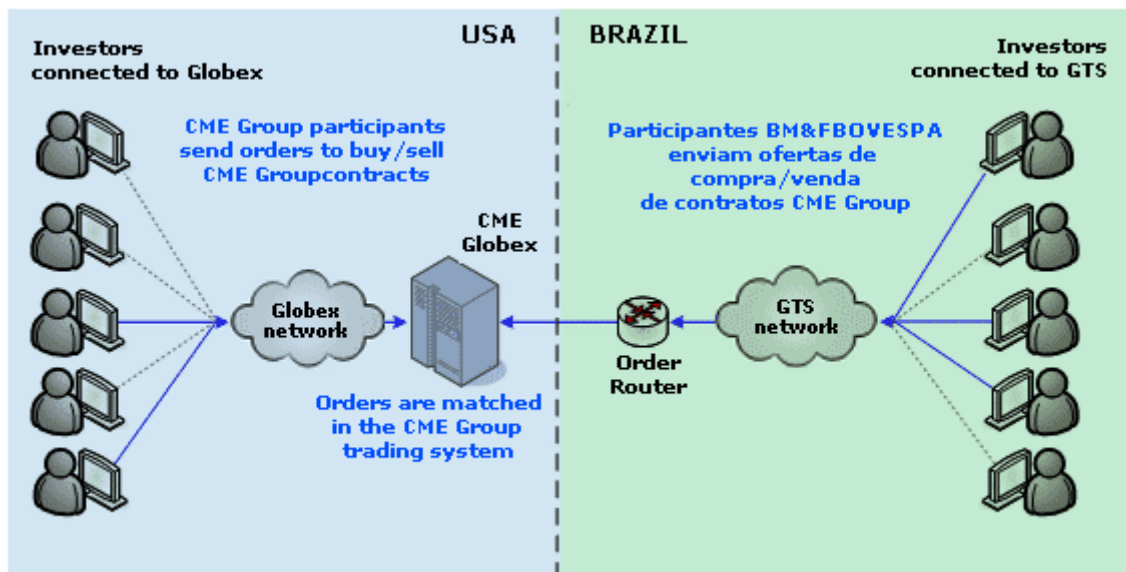 USA
BRAZIL
Investors
connected to Globex
Investors
connected to GTS
CME Group participants
send orders to buy/sell
CME Groupcontracts
Participantes BM&FBOVESPA
enviam ofertas de
compra/venda
de contratos CME Group
CME
Globex
Globex
network
GTS
network
Order
Router
Orders are matched
in the CME Group
trading system